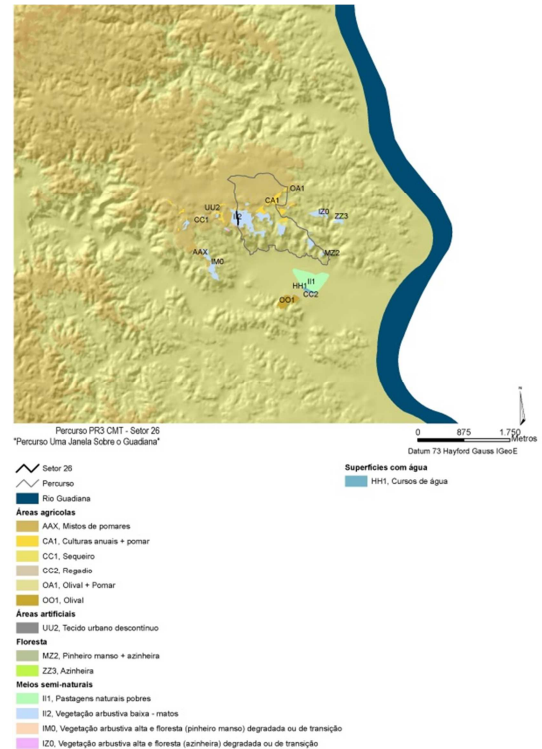 OA1
CA1
UU2
IZ0
II2
ZZ3
CC1
AAX
MZ2
IM0
II1
HH1
CC2
OO1
Percurso PR3 CMT - Setor 26
"Percurso Uma Janela Sobre o Guadiana"
0 875 1.750
Metros
Datum 73 Hayford Gauss IGeoE
Setor 26
Percurso
Rio Guadiana
Áreas agrícolas
AAX, Mistos de pomares
CA1, Culturas anuais + pomar
CC1, Sequeiro
CC2, Regadio
OA1, Olival + Pomar
OO1, Olival
Áreas artificiais
UU2, Tecido urbano descontínuo
Floresta
MZ2, Pinheiro manso + azinheira
ZZ3, Azinheira
Meios semi-naturais
II1, Pastagens naturais pobres
II2, Vegetação arbustiva baixa - matos
IM0, Vegetação arbustiva alta e floresta (pinheiro manso) degradada ou de transição
IZ0, Vegetação arbustiva alta e floresta (azinheira) degradada ou de transição
Superfícies com água
HH1, Cursos de água